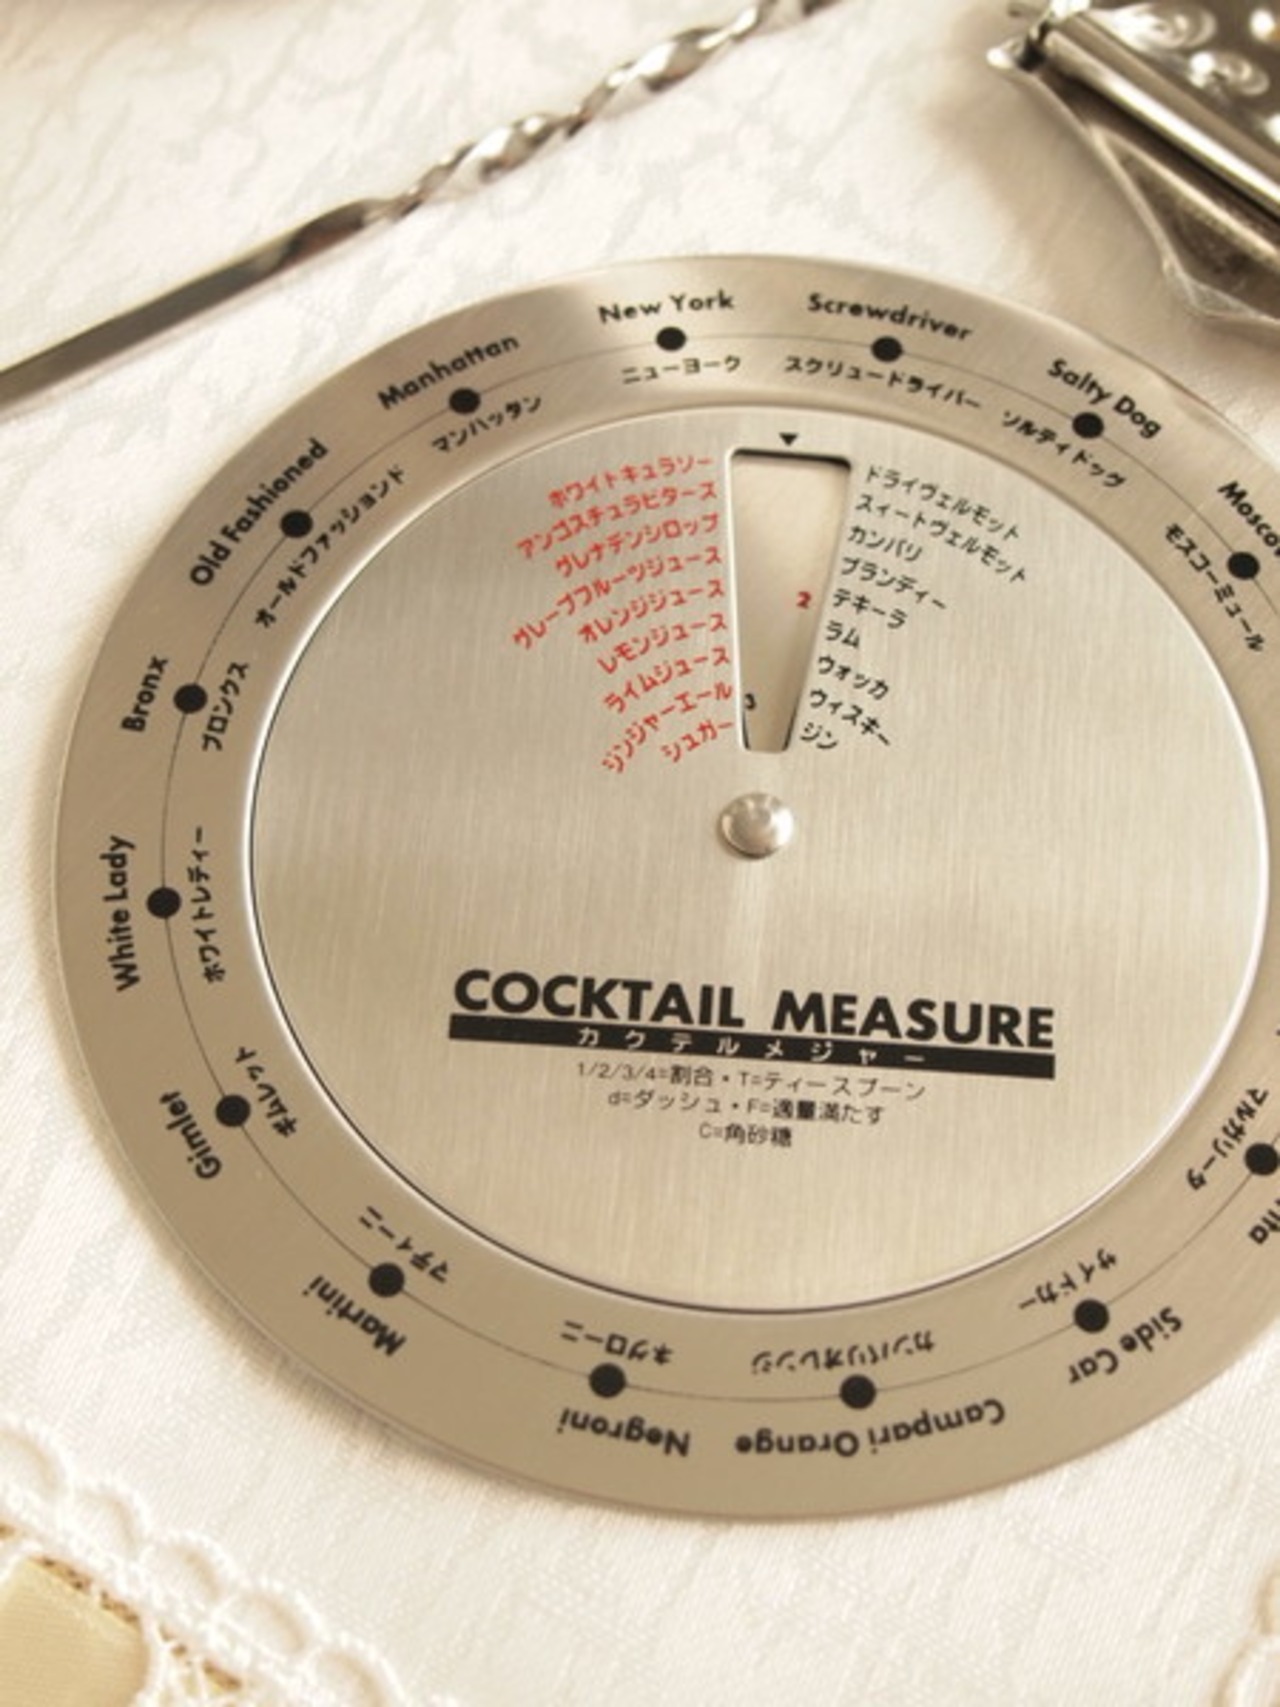 New York
ニューヨーク
Screwdriver
スクリュードライバー
Salty Dog
ソルティドッグ
モスコーミュール
マルガリータ
Side Car
サイドカー
Campari Orange
カンパリオレンジ
Negroni
ネグローニ
Martini
マティーニ
Gimlet
ギムレット
White Lady
ホワイトレディー
Bronx
ブロンクス
Old Fashioned
オールドファッションド
Manhattan
マンハッタン
ホワイトキュラソー
アンゴスチュラビターズ
グレナデンシロップ
グレープフルーツジュース
オレンジジュース
レモンジュース
ライムジュース
ジンジャーエール
シュガー
2
3
ドライヴェルモット
スィートヴェルモット
カンパリ
ブランディー
テキーラ
ラム
ウォッカ
ウィスキー
ジン
COCKTAIL MEASURE
カクテルメジャー
1/2/3/4=割合・T=ティースプーン
d=ダッシュ・F=適量満たす
C=角砂糖